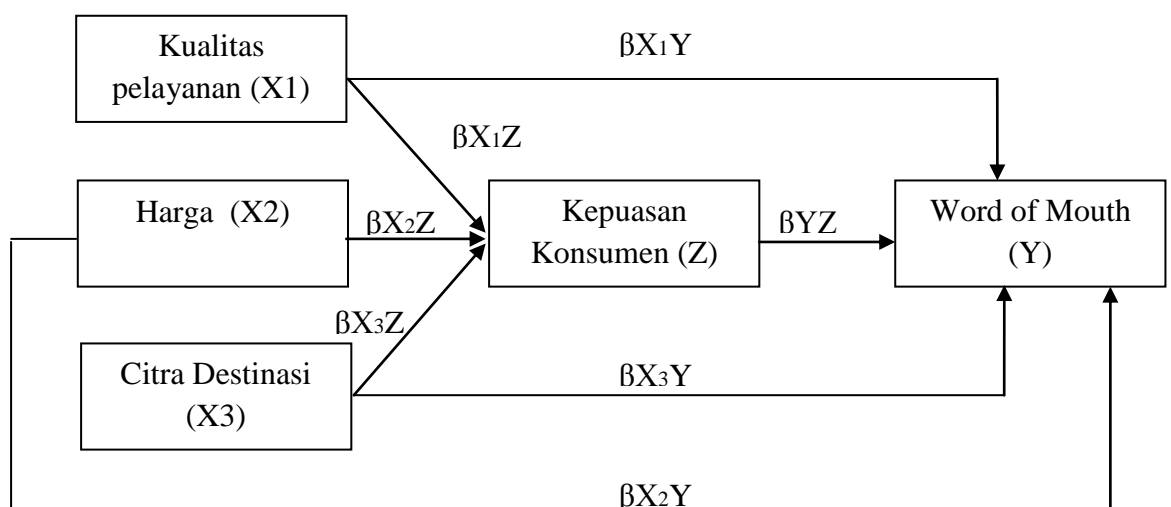 Kualitas
pelayanan (X1)
βX1Y
βX1Z
Harga (X2)
βX2Z
Kepuasan
Konsumen (Z)
βYZ
Word of Mouth
(Y)
βX3Z
Citra Destinasi
(X3)
βX3Y
βX2Y